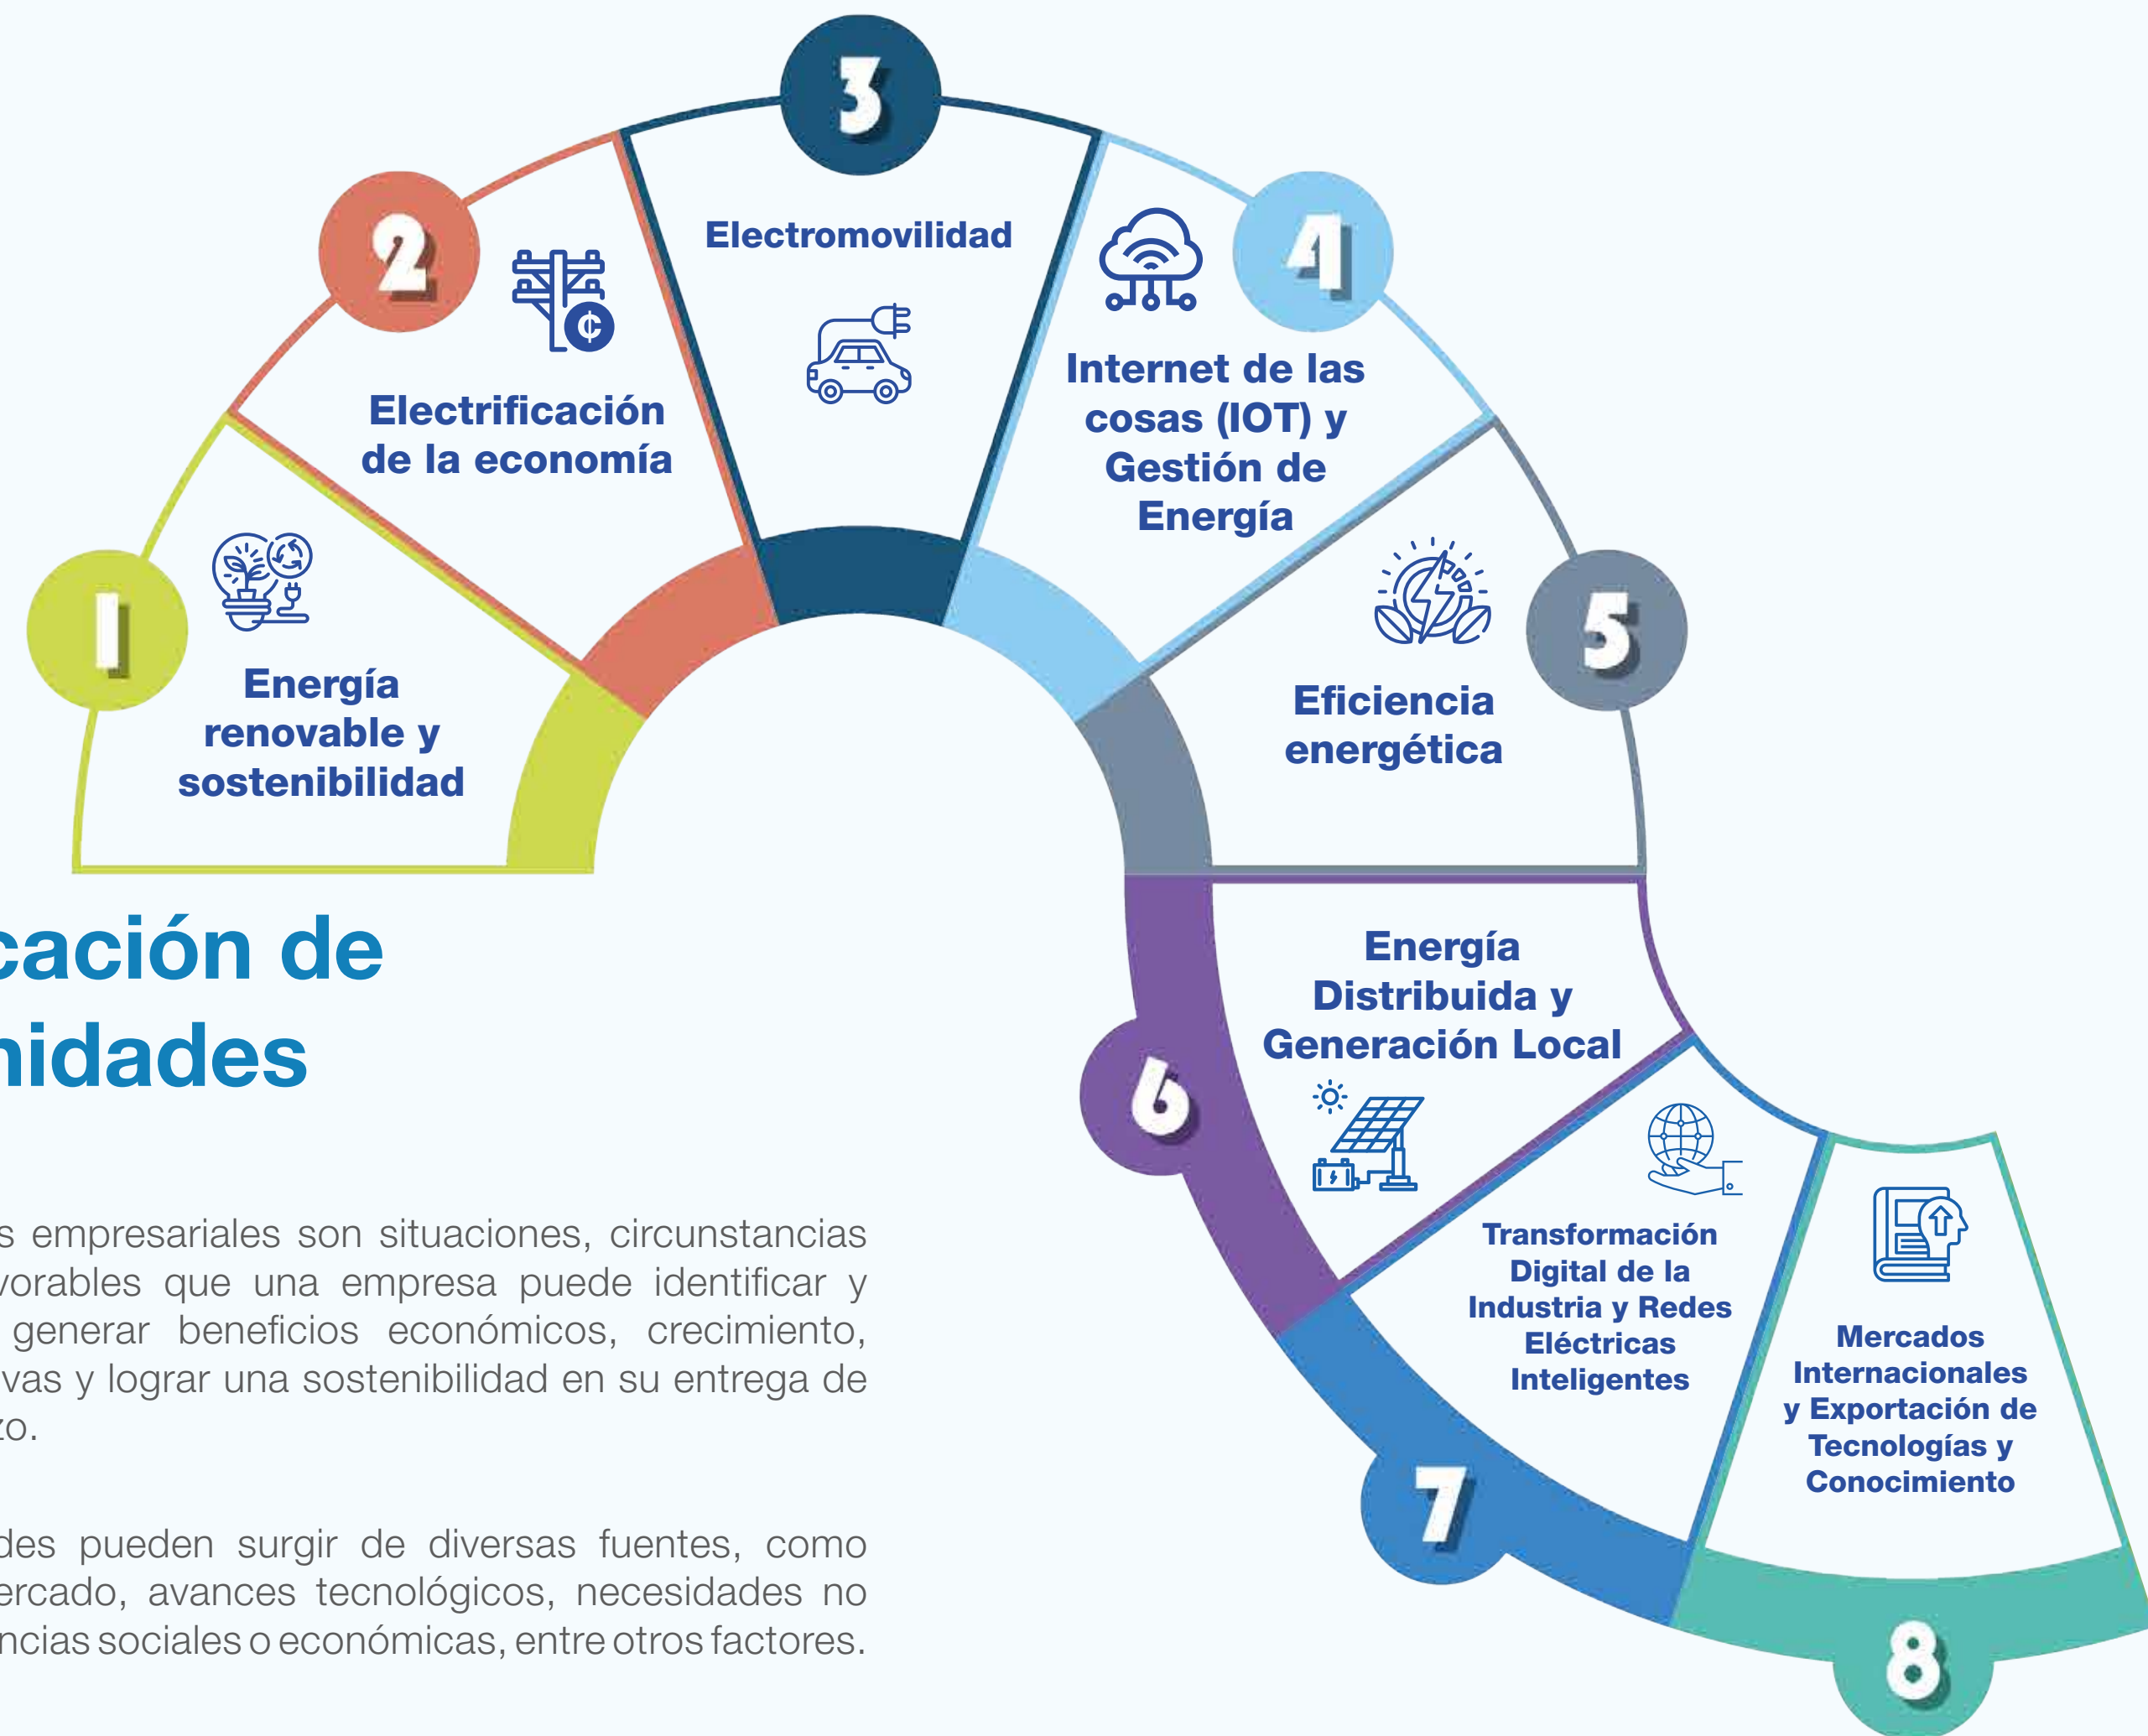 3
2
Electromovilidad
4
Internet de las
cosas (IOT) y
Gestión de
Energía
Electrificación
de la economía
1
Energía
renovable y
sostenibilidad
5
Eficiencia
energética
cación de
nidades
6
Energía
Distribuida y
Generación Local
s empresariales son situaciones, circunstancias
vorables que una empresa puede identificar y
generar beneficios económicos, crecimiento,
vas y lograr una sostenibilidad en su entrega de
zo.
des pueden surgir de diversas fuentes, como
ercado, avances tecnológicos, necesidades no
ncias sociales o económicas, entre otros factores.
7
Transformación
Digital de la
Industria y Redes
Eléctricas
Inteligentes
8
Mercados
Internacionales
y Exportación de
Tecnologías y
Conocimiento